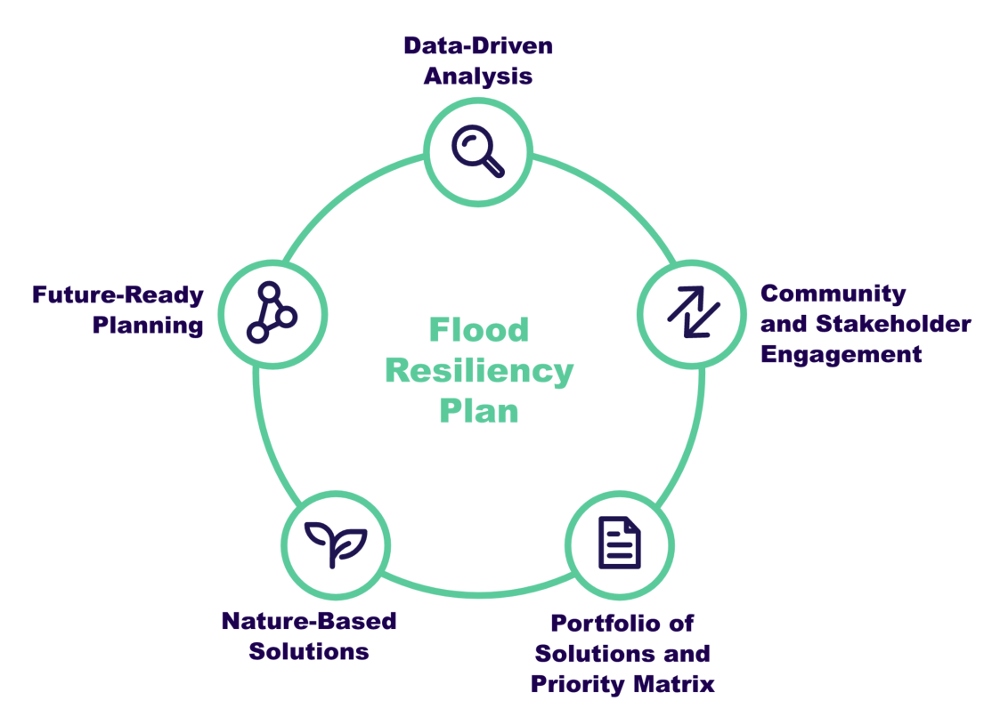 Data-Driven
Analysis
Future-Ready
Planning
Community
and Stakeholder
Engagement
Flood
Resiliency
Plan
Nature-Based
Solutions
Portfolio of
Solutions and
Priority Matrix